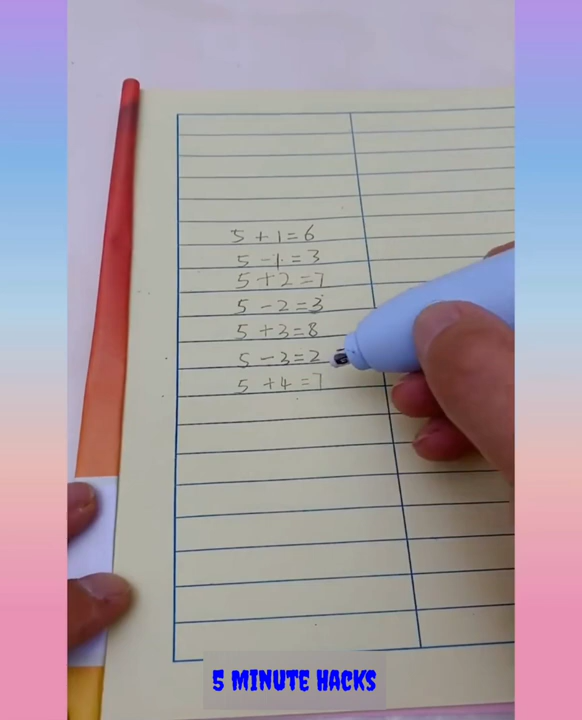 5 + 1 = 6
5 - 1 = 3
5 + 2 = 7
5 - 2 = 3
5 + 3 = 8
5 - 3 = 2
5 + 4 = 7
5 MINUTE HACKS